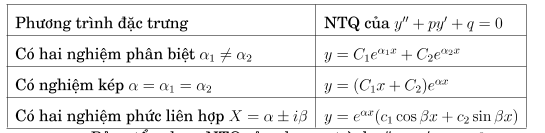 Phương trình đặc trưng NTQ của y'' + py' + q = 0
Có hai nghiệm phân biệt α₁ ≠ α₂ y = C₁e^{α₁x} + C₂e^{α₂x}
Có nghiệm kép α = α₁ = α₂ y = (C₁x + C₂)e^{αx}
Có hai nghiệm phức liên hợp X = α ± iβ y = e^{αx}(c₁ cos βx + c₂ sin βx)